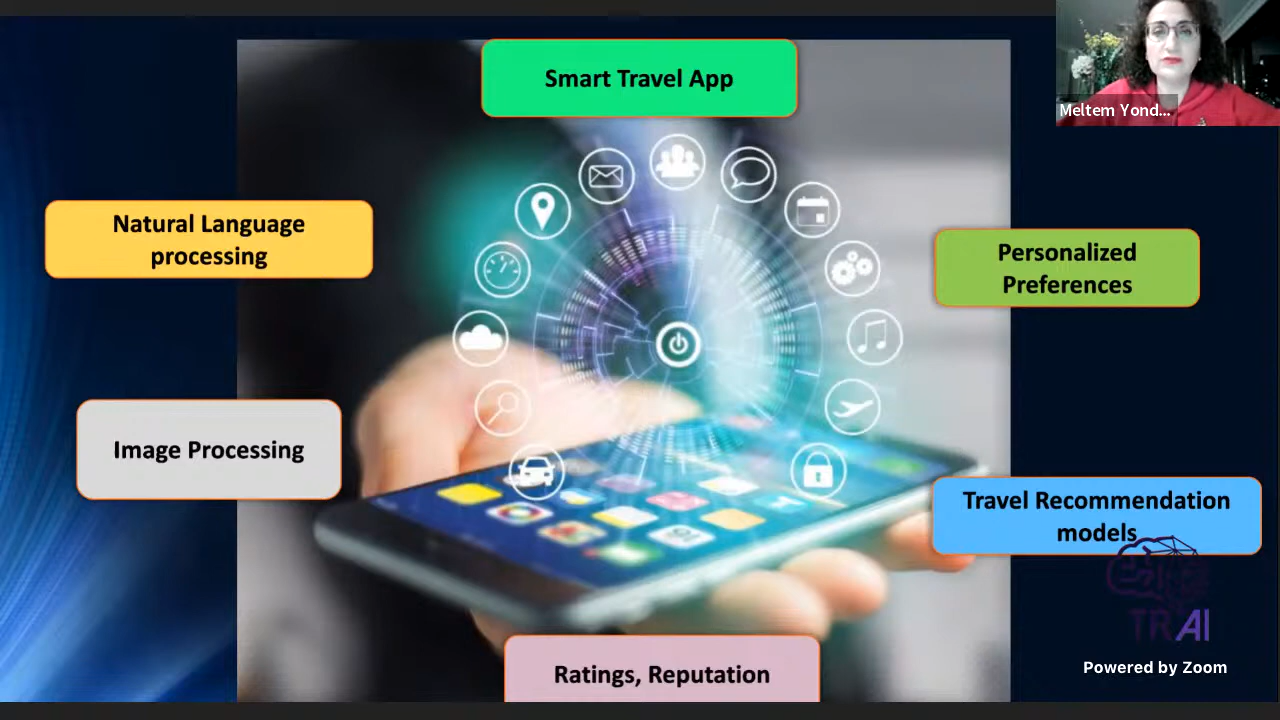 Smart Travel App
Meltem Yond...
Natural Language
processing
Personalized
Preferences
Image Processing
Travel Recommendation
models
TRAI
Powered by Zoom
Ratings, Reputation